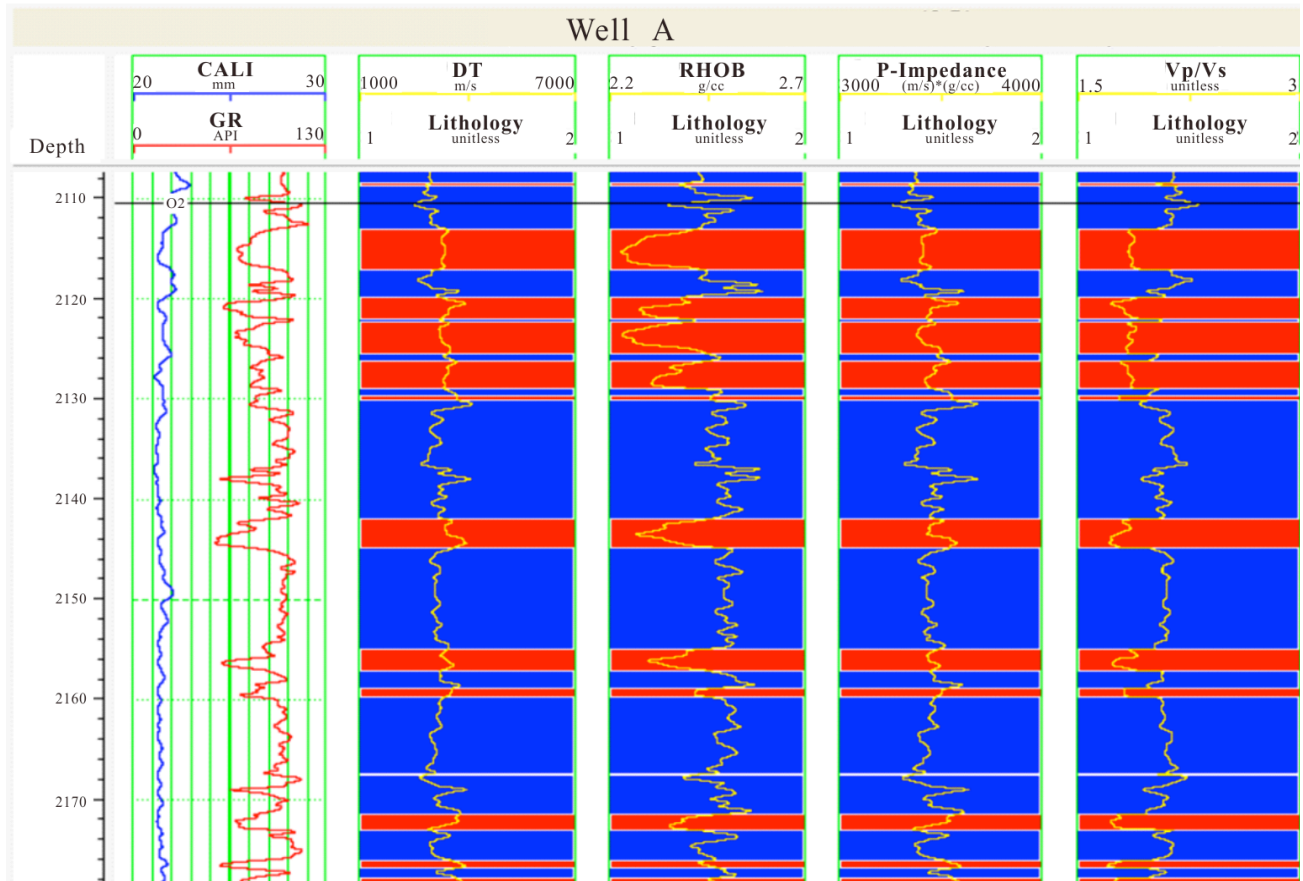 Well A
CALI
20 mm 30
GR
0 API 130
DT
1000 m/s 7000
Lithology
1 unitless 2
RHOB
2.2 g/cc 2.7
Lithology
1 unitless 2
P-Impedance
3000 (m/s)*(g/cc) 4000
Lithology
1 unitless 2
Vp/Vs
1.5 unitless 3
Lithology
1 unitless 2
Depth
2110
O2
2120
2130
2140
2150
2160
2170